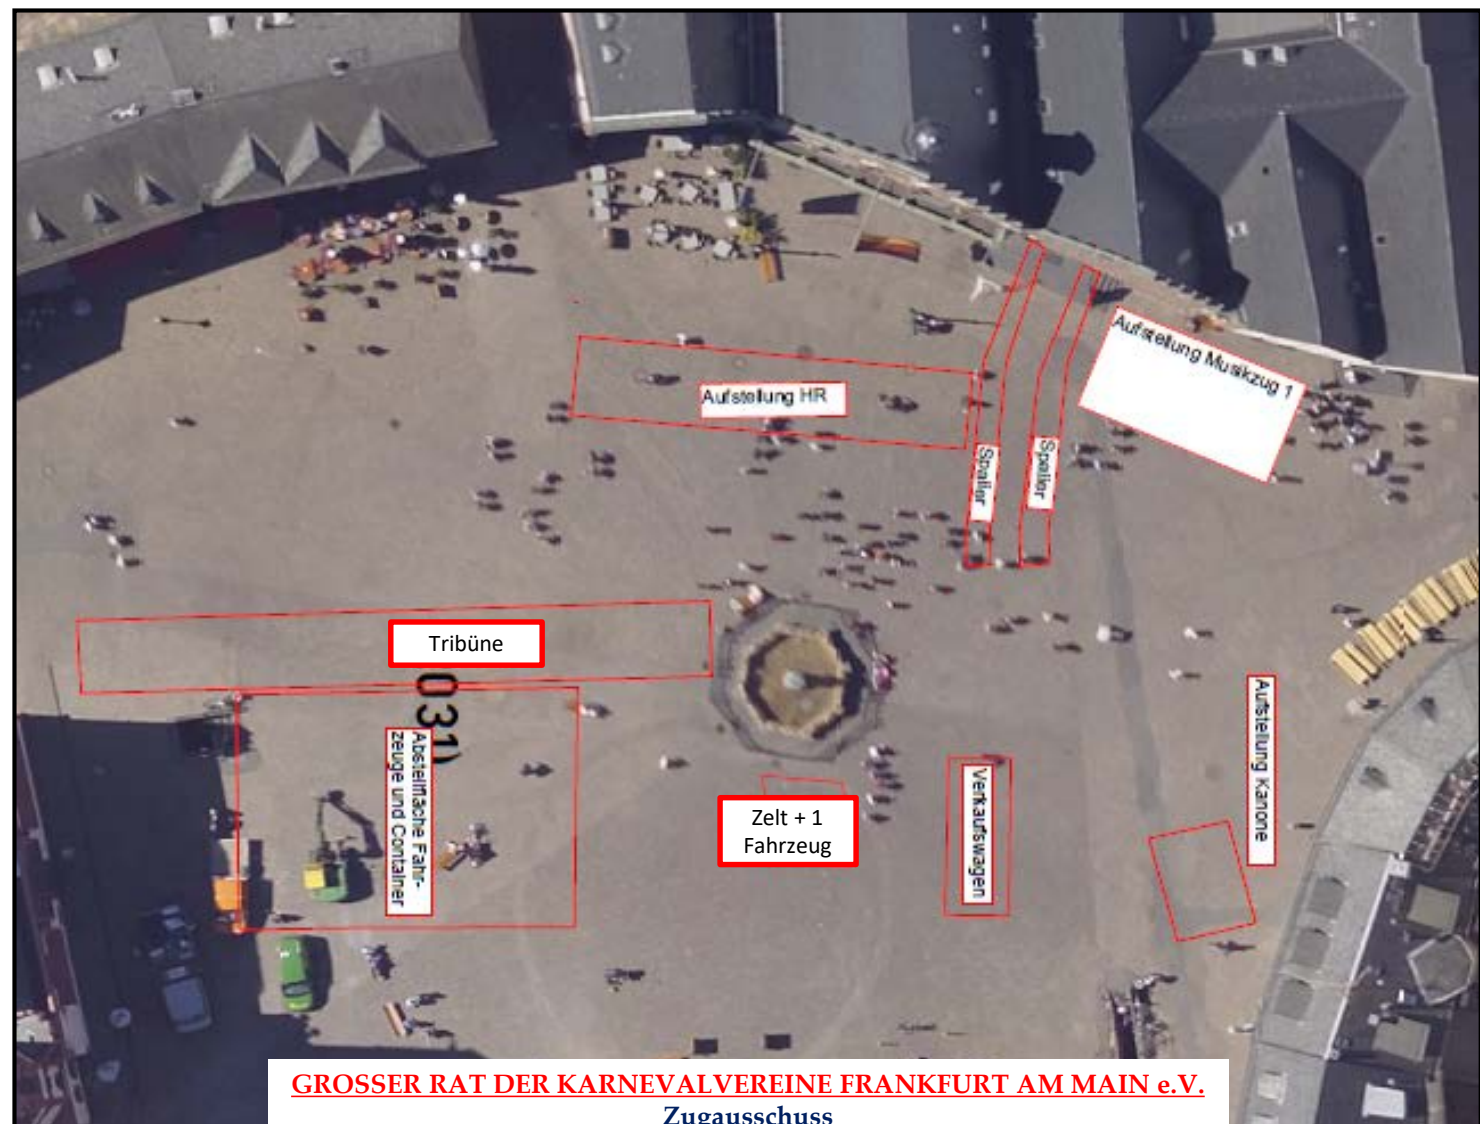 Aufstellung Musikzug 1
Aufstellung HR
Spalier
Spalier
Tribüne
031)
Abstellfläche Fahr-
zeuge und Container
Zelt + 1
Fahrzeug
Verkaufswagen
Aufstellung Kanone
GROSSER RAT DER KARNEVALVEREINE FRANKFURT AM MAIN e.V.
Zugausschuss